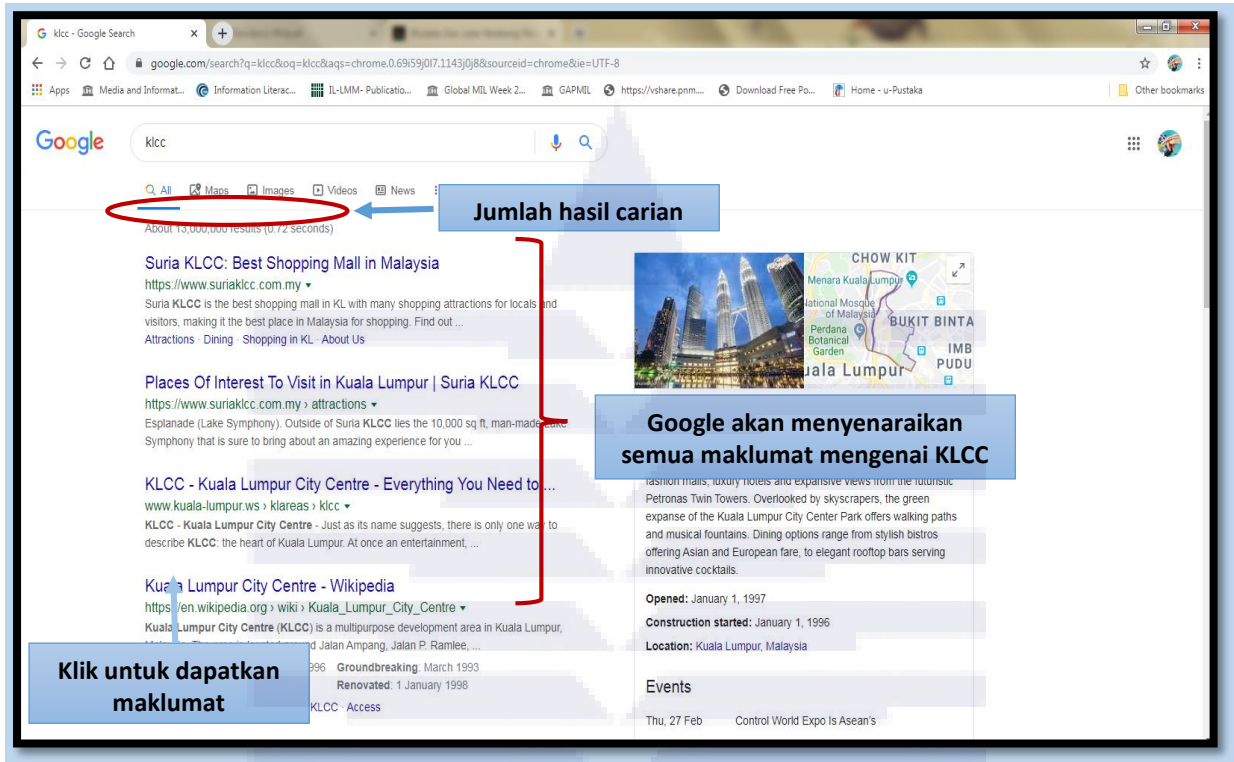 klcc - Google Search
google.com/search?q=klcc&oq=klcc&aqs=chrome.0.69i59j0l7.1143j0j8&sourceid=chrome&ie=UTF-8
Apps Media and Informat... Information Literac... IL-LMM- Publicatio... Global MIL Week 2... GAPMIL https://vshare.pnm.... Download Free Po... Home - u-Pustaka Other bookmarks
Google klcc
All Maps Images Videos News
Jumlah hasil carian
About 13,000,000 results (0.72 seconds)
Suria KLCC: Best Shopping Mall in Malaysia
https://www.suriaklcc.com.my
Suria KLCC is the best shopping mall in KL with many shopping attractions for locals and
visitors, making it the best place in Malaysia for shopping. Find out ...
Attractions · Dining · Shopping in KL · About Us
Places Of Interest To Visit in Kuala Lumpur | Suria KLCC
https://www.suriaklcc.com.my › attractions
Esplanade (Lake Symphony). Outside of Suria KLCC lies the 10,000 sq ft, man-made Lake
Symphony that is sure to bring about an amazing experience for you ...
KLCC - Kuala Lumpur City Centre - Everything You Need to ...
www.kuala-lumpur.ws › klareas › klcc
KLCC - Kuala Lumpur City Centre - Just as its name suggests, there is only one way to
describe KLCC: the heart of Kuala Lumpur. At once an entertainment, ...
Kuala Lumpur City Centre - Wikipedia
https://en.wikipedia.org › wiki › Kuala_Lumpur_City_Centre
Kuala Lumpur City Centre (KLCC) is a multipurpose development area in Kuala Lumpur,
Jalan Ampang, Jalan P. Ramlee, ...
Groundbreaking: March 1993
Renovated: 1 January 1998
KLCC · Access
Klik untuk dapatkan
maklumat
CHOW KIT
Menara Kuala Lumpur
National Mosque
of Malaysia
BUKIT BINTA
Perdana
Botanical
Garden
IMB
PUDU
uala Lumpur
Google akan menyenaraikan
semua maklumat mengenai KLCC
fashion malls, luxury hotels and expansive views from the futuristic
Petronas Twin Towers. Overlooked by skyscrapers, the green
expanse of the Kuala Lumpur City Center Park offers walking paths
and musical fountains. Dining options range from stylish bistros
offering Asian and European fare, to elegant rooftop bars serving
innovative cocktails.
Opened: January 1, 1997
Construction started: January 1, 1996
Location: Kuala Lumpur, Malaysia
Events
Thu, 27 Feb Control World Expo Is Asean's